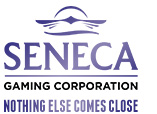 SENECA
GAMING CORPORATION
NOTHING ELSE COMES CLOSE